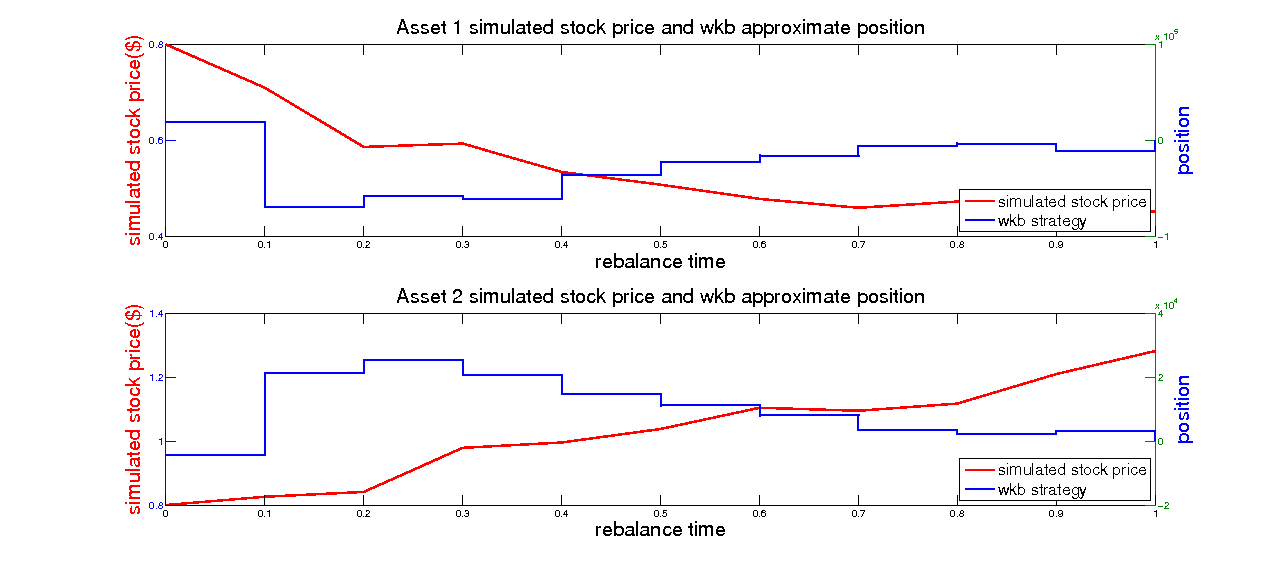 Asset 1 simulated stock price and wkb approximate position
x 10^5
simulated stock price($)
0.8
0.6
0.4
1
0
-1
position
simulated stock price
wkb strategy
0 0.1 0.2 0.3 0.4 0.5 0.6 0.7 0.8 0.9 1
rebalance time
Asset 2 simulated stock price and wkb approximate position
x 10^4
simulated stock price($)
1.4
1.2
1
0.8
4
2
0
-2
position
simulated stock price
wkb strategy
0 0.1 0.2 0.3 0.4 0.5 0.6 0.7 0.8 0.9 1
rebalance time